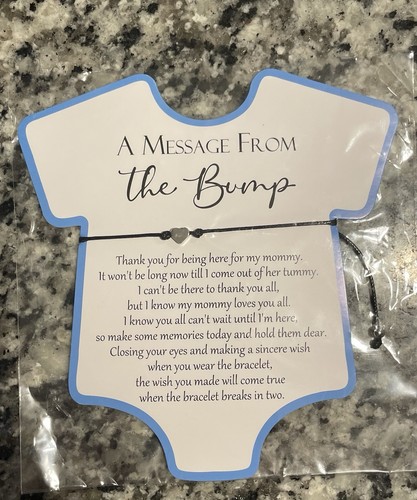 A Message From
the Bump
Thank you for being here for my mommy.
It won't be long now till I come out of her tummy.
I can't be there to thank you all,
but I know my mommy loves you all.
I know you all can't wait until I'm here,
so make some memories today and hold them dear.
Closing your eyes and making a sincere wish
when you wear the bracelet,
the wish you made will come true
when the bracelet breaks in two.